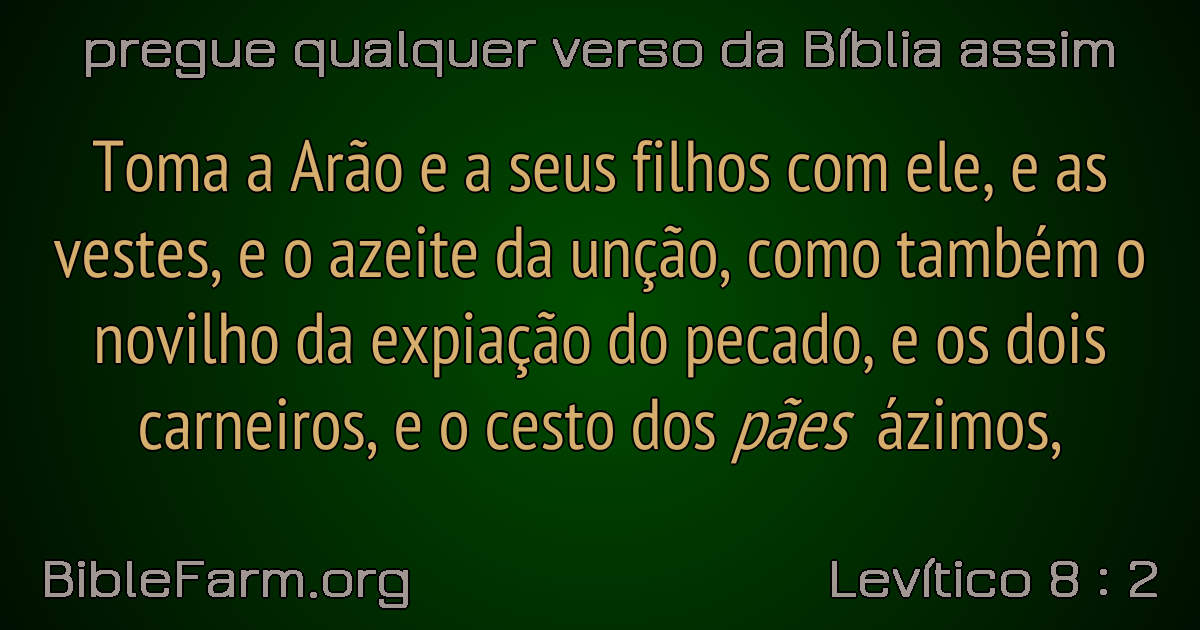 pregue qualquer verso da Bíblia assim
Toma a Arão e a seus filhos com ele, e as
vestes, e o azeite da unção, como também o
novilho da expiação do pecado, e os dois
carneiros, e o cesto dos pães ázimos,
BibleFarm.org
Levítico 8 : 2